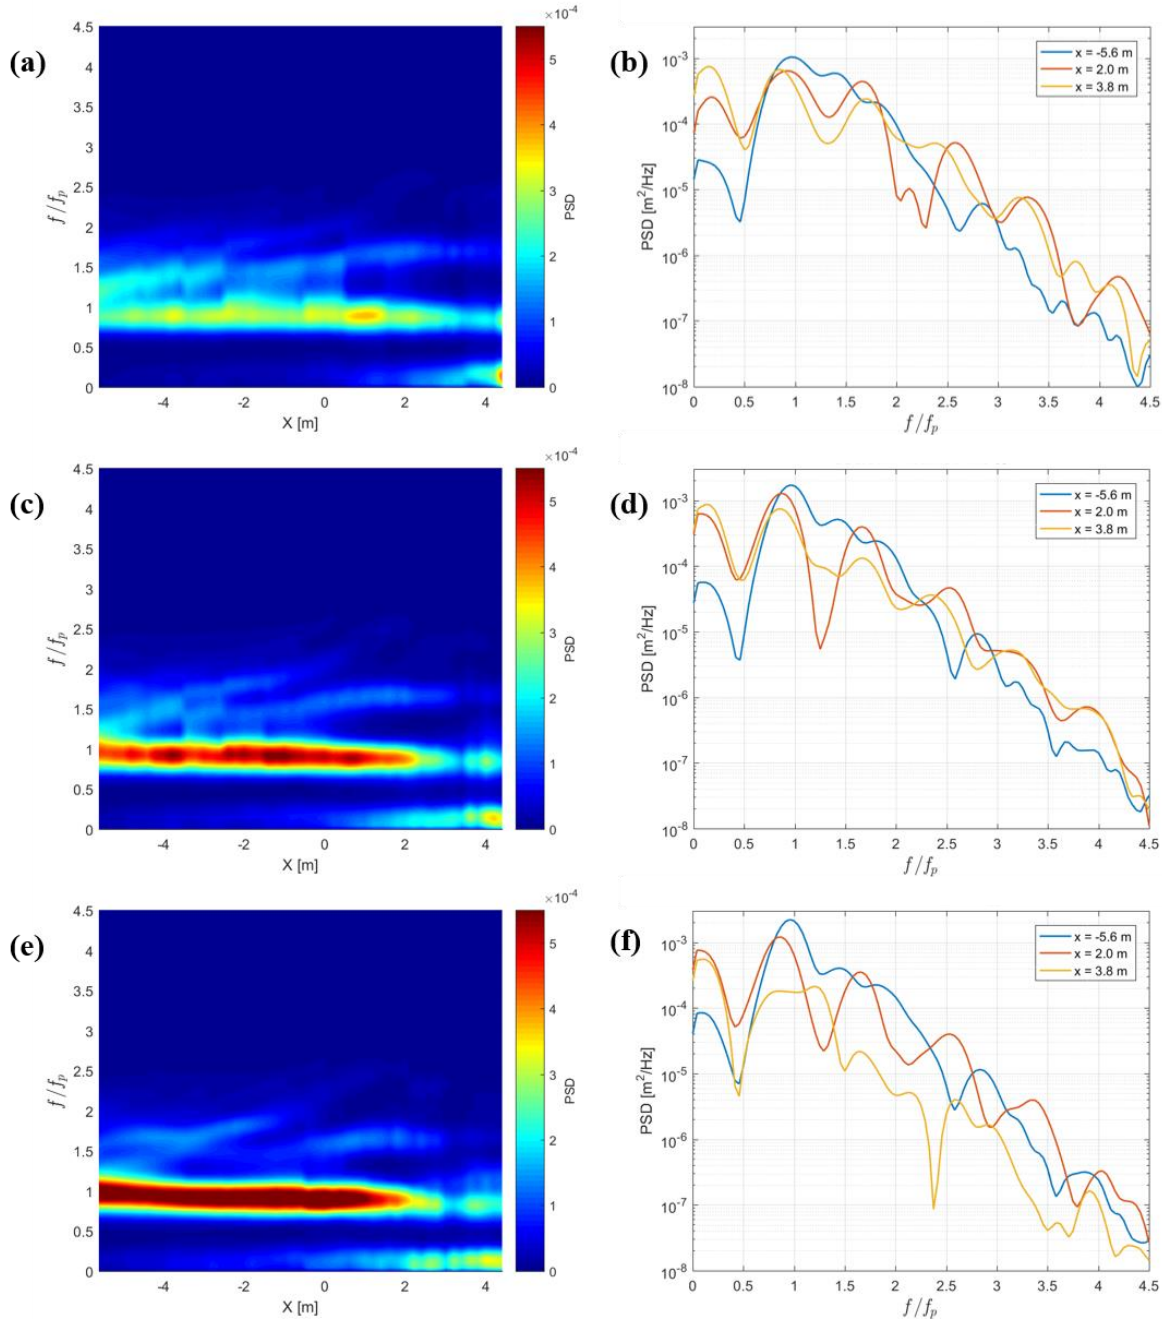 (a)
4.5
4
3.5
3
2.5
2
1.5
1
0.5
0
f/f_p
-4
-2
0
2
4
X [m]
×10⁻⁴
5
4
3
2
1
0
PSD
(b)
10⁻³
10⁻⁴
10⁻⁵
10⁻⁶
10⁻⁷
10⁻⁸
PSD [m²/Hz]
0 0.5 1 1.5 2 2.5 3 3.5 4 4.5
f/f_p
x = -5.6 m
x = 2.0 m
x = 3.8 m
(c)
4.5
4
3.5
3
2.5
2
1.5
1
0.5
0
f/f_p
-4
-2
0
2
4
X [m]
×10⁻⁴
5
4
3
2
1
0
PSD
(d)
10⁻³
10⁻⁴
10⁻⁵
10⁻⁶
10⁻⁷
10⁻⁸
PSD [m²/Hz]
0 0.5 1 1.5 2 2.5 3 3.5 4 4.5
f/f_p
x = -5.6 m
x = 2.0 m
x = 3.8 m
(e)
4.5
4
3.5
3
2.5
2
1.5
1
0.5
0
f/f_p
-4
-2
0
2
4
X [m]
×10⁻⁴
5
4
3
2
1
0
PSD
(f)
10⁻³
10⁻⁴
10⁻⁵
10⁻⁶
10⁻⁷
10⁻⁸
PSD [m²/Hz]
0 0.5 1 1.5 2 2.5 3 3.5 4 4.5
f/f_p
x = -5.6 m
x = 2.0 m
x = 3.8 m